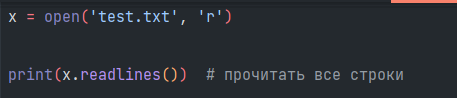 x = open('test.txt', 'r')
print(x.readlines())  # прочитать все строки